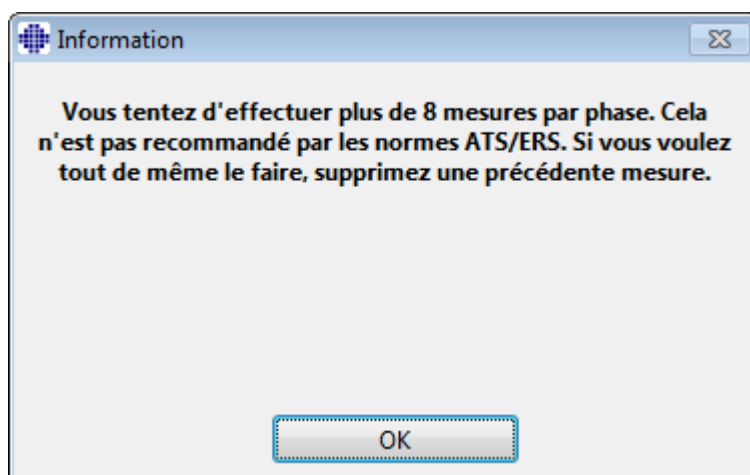 Information
Vous tentez d'effectuer plus de 8 mesures par phase. Cela
n'est pas recommandé par les normes ATS/ERS. Si vous voulez
tout de même le faire, supprimez une précédente mesure.
OK